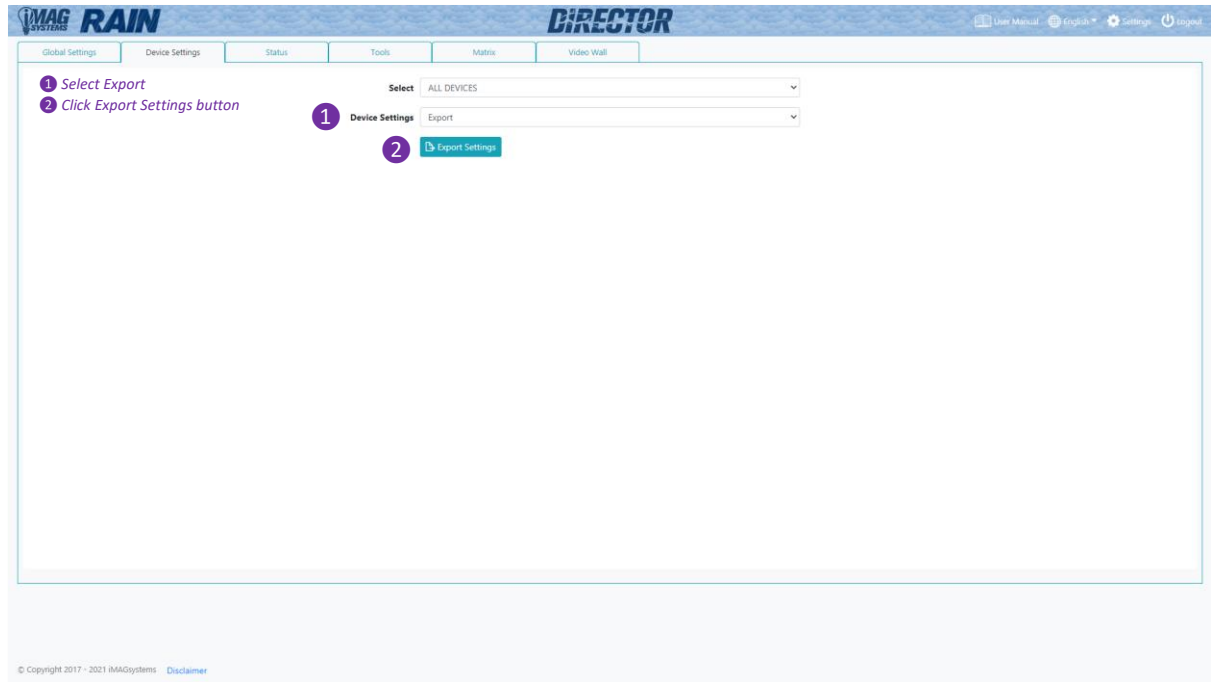 iMAG SYSTEMS RAIN DiRECTOR User Manual English Settings Logout
Global Settings Device Settings Status Tools Matrix Video Wall
1 Select Export
2 Click Export Settings button
Select ALL DEVICES
1 Device Settings Export
2 Export Settings
© Copyright 2017 - 2021 iMAGsystems Disclaimer